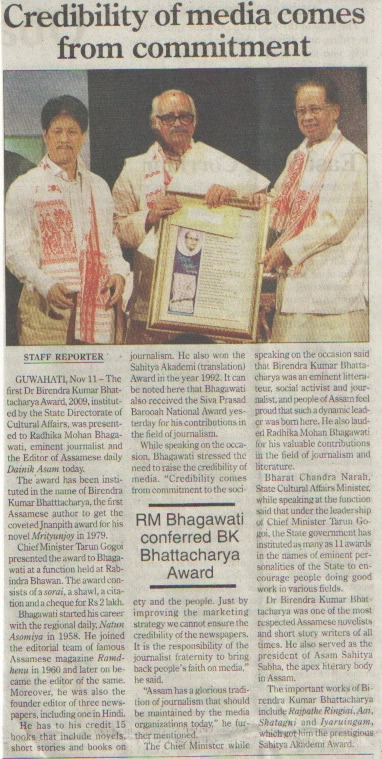 Credibility of media comes
from commitment
STAFF REPORTER
GUWAHATI, Nov 11 – The
first Dr Birendra Kumar Bhat-
tacharya Award, 2009, institut-
ed by the State Directorate of
Cultural Affairs, was present-
ed to Radhika Mohan Bhaga-
wati, eminent journalist and
the Editor of Assamese daily
Dainik Asam today.
The award has been insti-
tuted in the name of Birendra
Kumar Bhatttacharya, the first
Assamese author to get the
coveted Jnanpith award for his
novel Mrityunjoy in 1979.
Chief Minister Tarun Gogoi
presented the award to Bhaga-
wati at a function held at Rab-
indra Bhawan. The award con-
sists of a sorai, a shawl, a cita-
tion and a cheque for Rs 2 lakh.
Bhagawati started his career
with the regional daily, Natun
Asomiya in 1958. He joined
the editorial team of famous
Assamese magazine Ramd-
henu in 1960 and later on be-
came the editor of the same.
Moreover, he was also the
founder editor of three news-
papers, including one in Hindi.
He has to his credit 15
books that include novels,
short stories and books on
journalism. He also won the
Sahitya Akademi (translation)
Award in the year 1992. It can
be noted here that Bhagawati
also received the Siva Prasad
Barooah National Award yes-
terday for his contributions in
the field of journalism.
While speaking on the occa-
sion, Bhagawati stressed the
need to raise the credibility of
media. “Credibility comes
from commitment to the soci-
RM Bhagawati
conferred BK
Bhattacharya
Award
ety and the people. Just by
improving the marketing
strategy we cannot ensure the
credibility of the newspapers.
It is the responsibility of the
journalist fraternity to bring
back people's faith on media,”
he said.
“Assam has a glorious tradi-
tion of journalism that should
be maintained by the media
organizations today,” he fur-
ther mentioned.
The Chief Minister while
speaking on the occasion said
that Birendra Kumar Bhatta-
charya was an eminent littera-
teur, social activist and journal-
ist, and people of Assam feel
proud that such a dynamic lead-
er was born here. He also laud-
ed Radhika Mohan Bhagawati
for his valuable contributions
in the field of journalism and
literature.
Bharat Chandra Narah,
State Cultural Affairs Minister,
while speaking at the function
said that under the leadership
of Chief Minister Tarun Go-
goi, the State government has
instituted as many as 11 awards
in the names of eminent per-
sonalities of the State to en-
courage people doing good
work in various fields.
Dr Birendra Kumar Bhat-
tacharya was one of the most
respected Assamese novelists
and short story writers of all
times. He also served as the
president of Asam Sahitya
Sabha, the apex literary body
in Assam.
The important works of Bi-
rendra Kumar Bhattacharya
include Rajpathe Ringiai, Aai,
Shatagni and Iyaruingam,
which got him the prestigious
Sahitya Akademi Award.